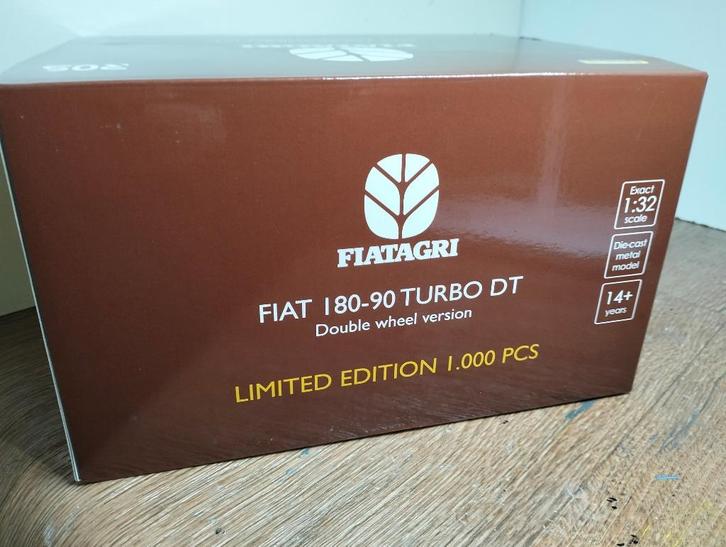 FIATAGRI
FIAT 180-90 TURBO DT
Double wheel version
LIMITED EDITION 1.000 PCS
Exact
1:32
scale
Die-cast
metal
model
14+
years